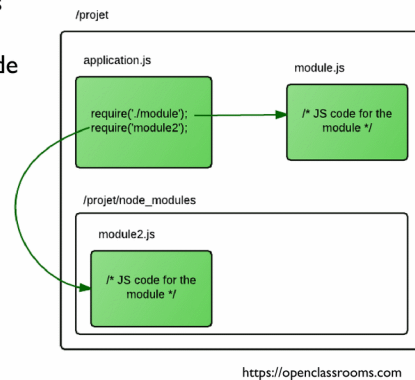 s
de
/projet
application.js
require('./module');
require('module2');
module.js
/* JS code for the
module */
/projet/node_modules
module2.js
/* JS code for the
module */
https://openclassrooms.com